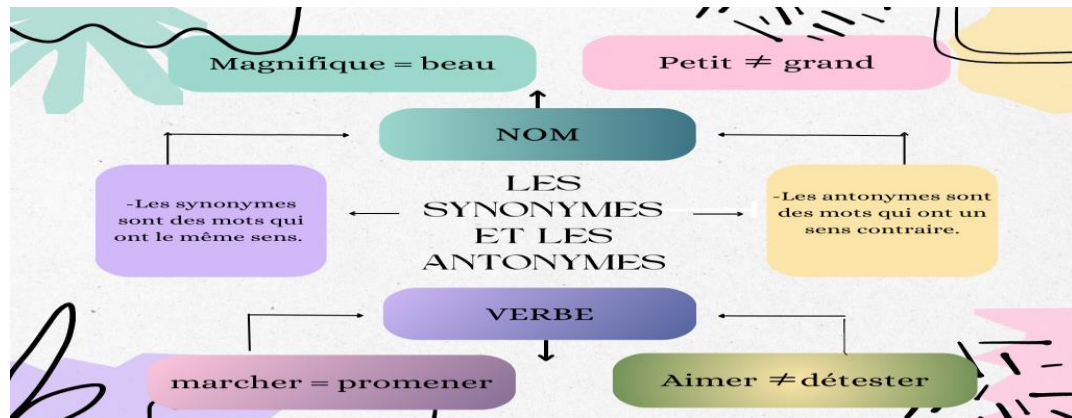 Magnifique = beau
Petit ≠ grand
NOM
-Les synonymes
sont des mots qui
ont le même sens.
LES
SYNONYMES
ET LES
ANTONYMES
-Les antonymes sont
des mots qui ont un
sens contraire.
VERBE
marcher = promener
Aimer ≠ détester